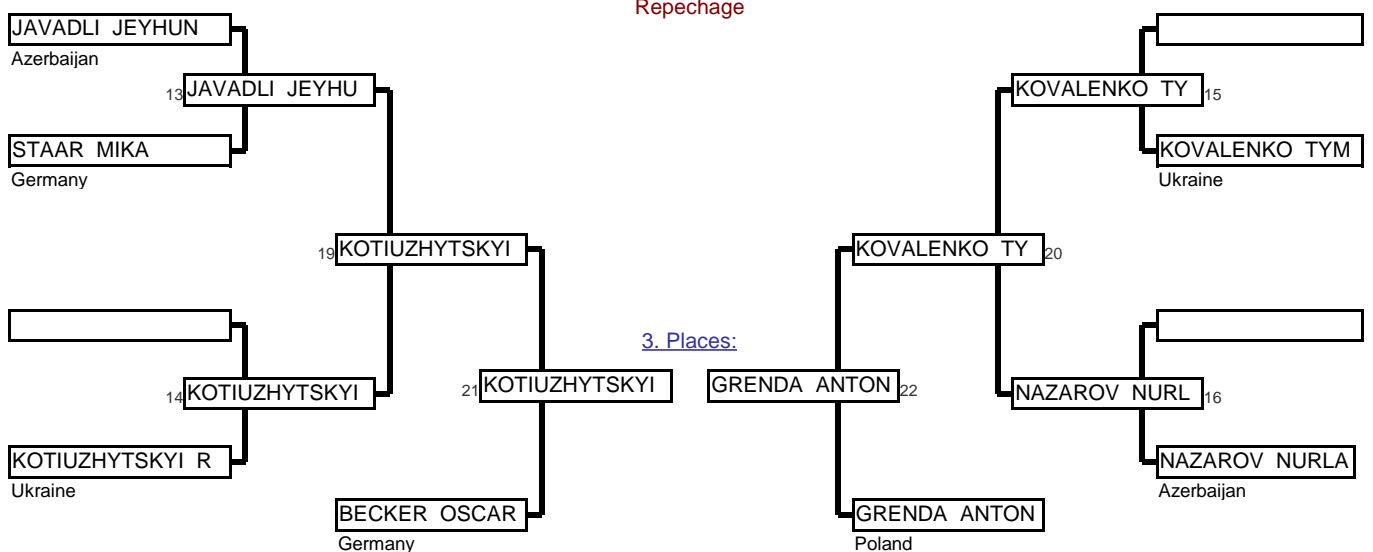 Repechage
JAVADLI JEYHUN
Azerbaijan
13 JAVADLI JEYHU
KOVALENKO TY 15
STAAR MIKA
Germany
KOVALENKO TYM
Ukraine
19 KOTIUZHYTSKYI
KOVALENKO TY 20
3. Places:
14 KOTIUZHYTSKYI
21 KOTIUZHYTSKYI
GRENDA ANTON 22
NAZAROV NURL 16
KOTIUZHYTSKYI R
Ukraine
NAZAROV NURLA
Azerbaijan
BECKER OSCAR
Germany
GRENDA ANTON
Poland